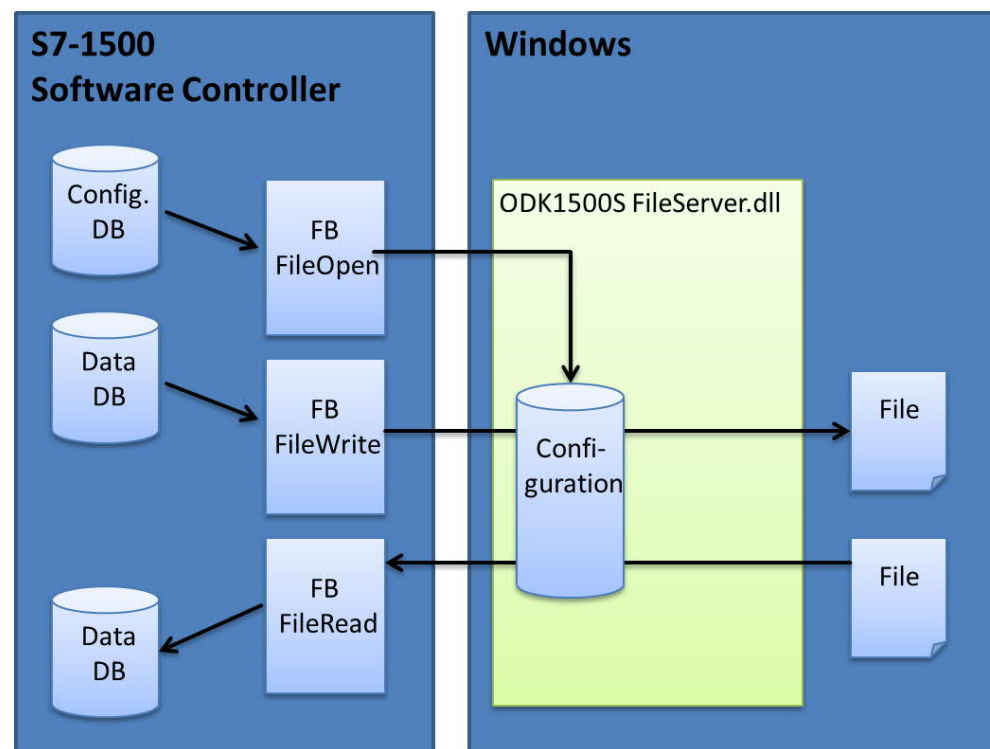 S7-1500
Software Controller
Config.
DB
FB
FileOpen
Data
DB
FB
FileWrite
FB
FileRead
Data
DB
Windows
ODK1500S FileServer.dll
Confi-
guration
File
File